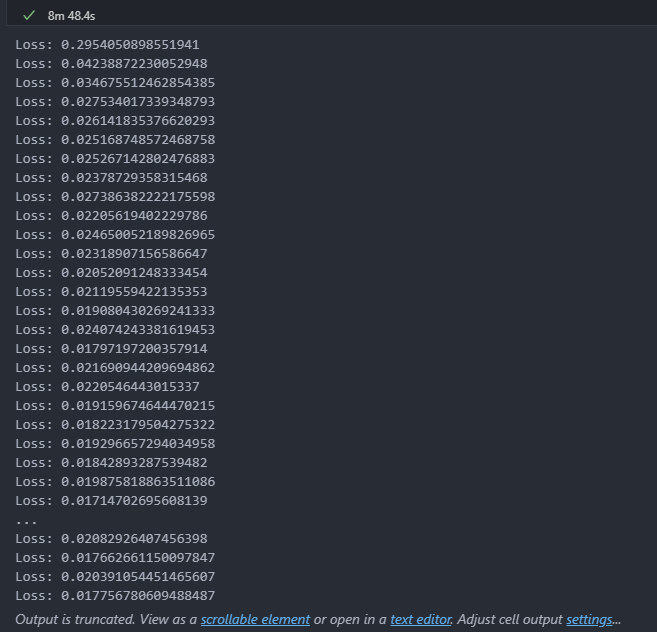 8m 48.4s
Loss: 0.2954050898551941
Loss: 0.04238872230052948
Loss: 0.034675512462854385
Loss: 0.027534017339348793
Loss: 0.026141835376620293
Loss: 0.025168748572468758
Loss: 0.025267142802476883
Loss: 0.02378729358315468
Loss: 0.027386382222175598
Loss: 0.02205619402229786
Loss: 0.024650052189826965
Loss: 0.02318907156586647
Loss: 0.02052091248333454
Loss: 0.02119559422135353
Loss: 0.019080430269241333
Loss: 0.024074243381619453
Loss: 0.01797197200357914
Loss: 0.021690944209694862
Loss: 0.0220546443015337
Loss: 0.019159674644470215
Loss: 0.018223179504275322
Loss: 0.019296657294034958
Loss: 0.01842893287539482
Loss: 0.019875818863511086
Loss: 0.01714702695608139
...
Loss: 0.02082926407456398
Loss: 0.017662661150097847
Loss: 0.020391054451465607
Loss: 0.017756780609488487
Output is truncated. View as a scrollable element or open in a text editor. Adjust cell output settings...